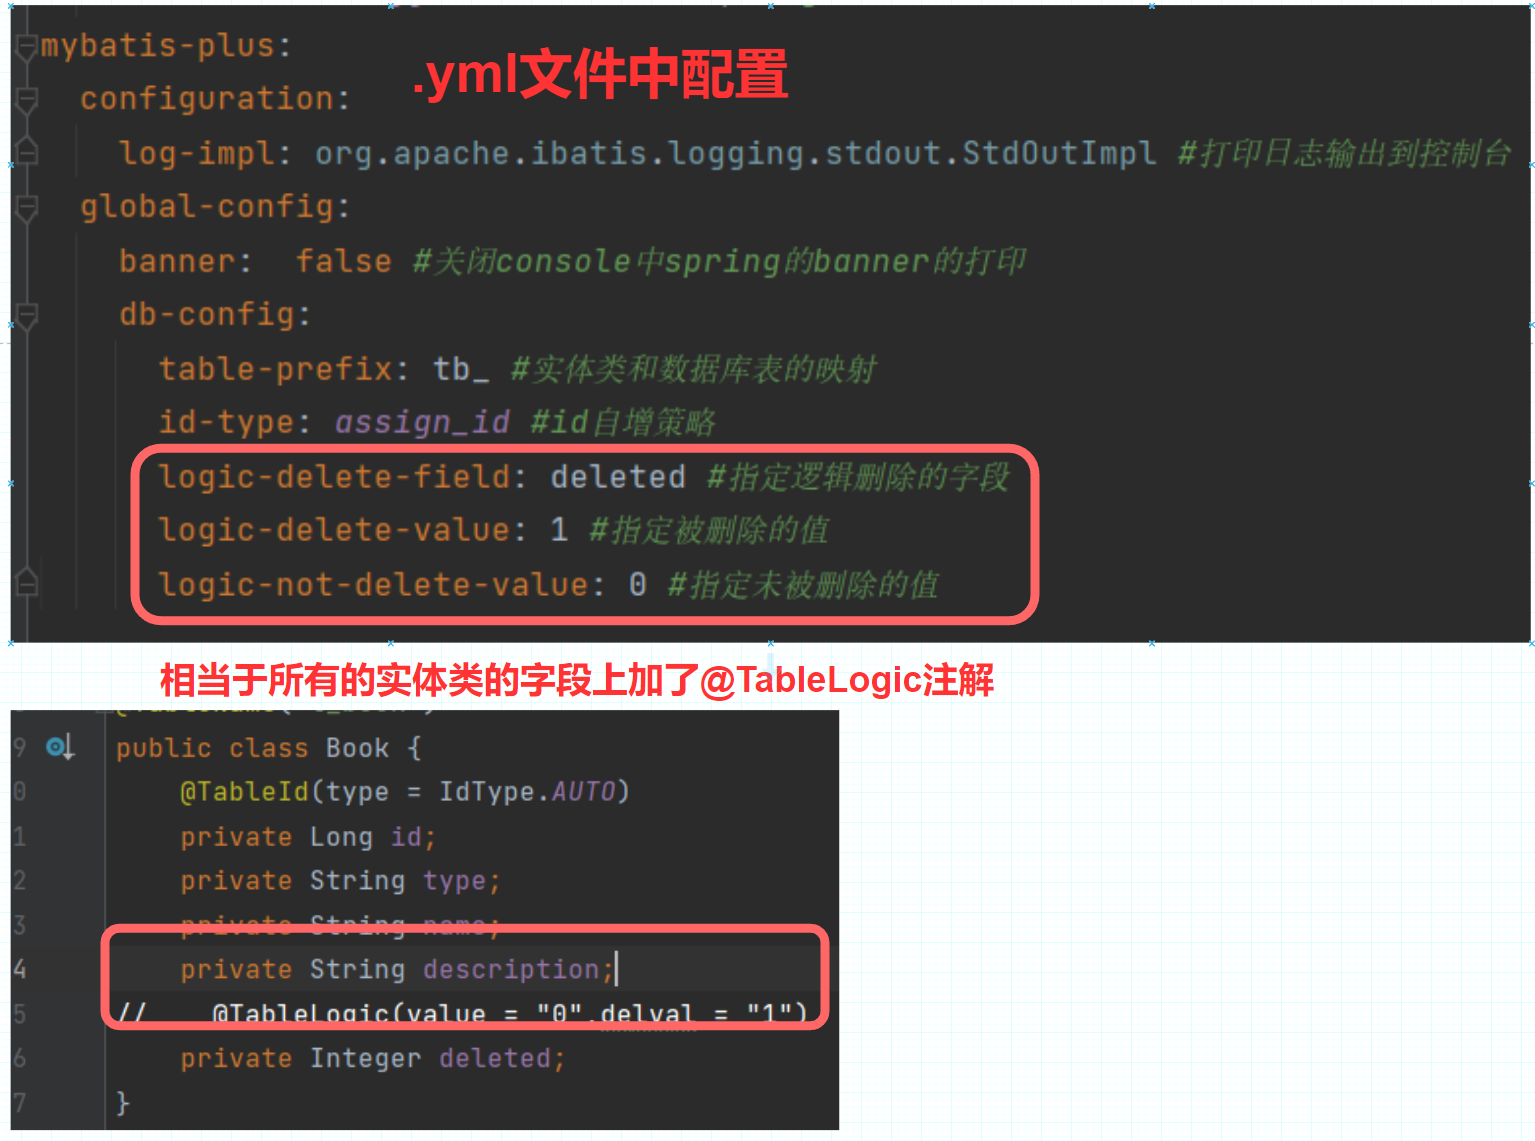 mybatis-plus:
.yml文件中配置
configuration:
log-impl: org.apache.ibatis.logging.stdout.StdOutImpl #打印日志输出到控制台
global-config:
banner: false #关闭console中spring的banner的打印
db-config:
table-prefix: tb_ #实体类和数据库表的映射
id-type: assign_id #id自增策略
logic-delete-field: deleted #指定逻辑删除的字段
logic-delete-value: 1 #指定被删除的值
logic-not-delete-value: 0 #指定未被删除的值
相当于所有的实体类的字段上加了@TableLogic注解
9 public class Book {
0 @TableId(type = IdType.AUTO)
1 private Long id;
2 private String type;
3 private String name;
4 private String description;
5 // @TableLogic(value = "0",delval = "1")
6 private Integer deleted;
7 }